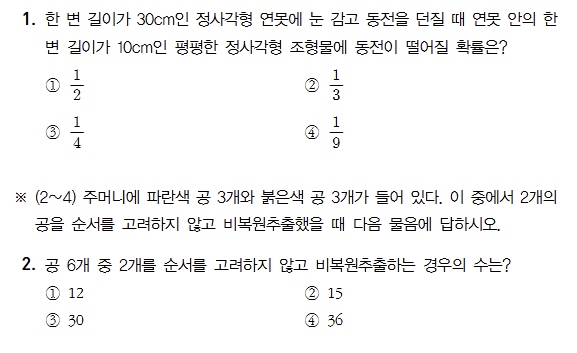 1. 한 변 길이가 30cm인 정사각형 연못에 눈 감고 동전을 던질 때 연못 안의 한
변 길이가 10cm인 평평한 정사각형 조형물에 동전이 떨어질 확률은?
① 1/2 ② 1/3
③ 1/4 ④ 1/9
※ (2～4) 주머니에 파란색 공 3개와 붉은색 공 3개가 들어 있다. 이 중에서 2개의
공을 순서를 고려하지 않고 비복원추출했을 때 다음 물음에 답하시오.
2. 공 6개 중 2개를 순서를 고려하지 않고 비복원추출하는 경우의 수는?
① 12 ② 15
③ 30 ④ 36